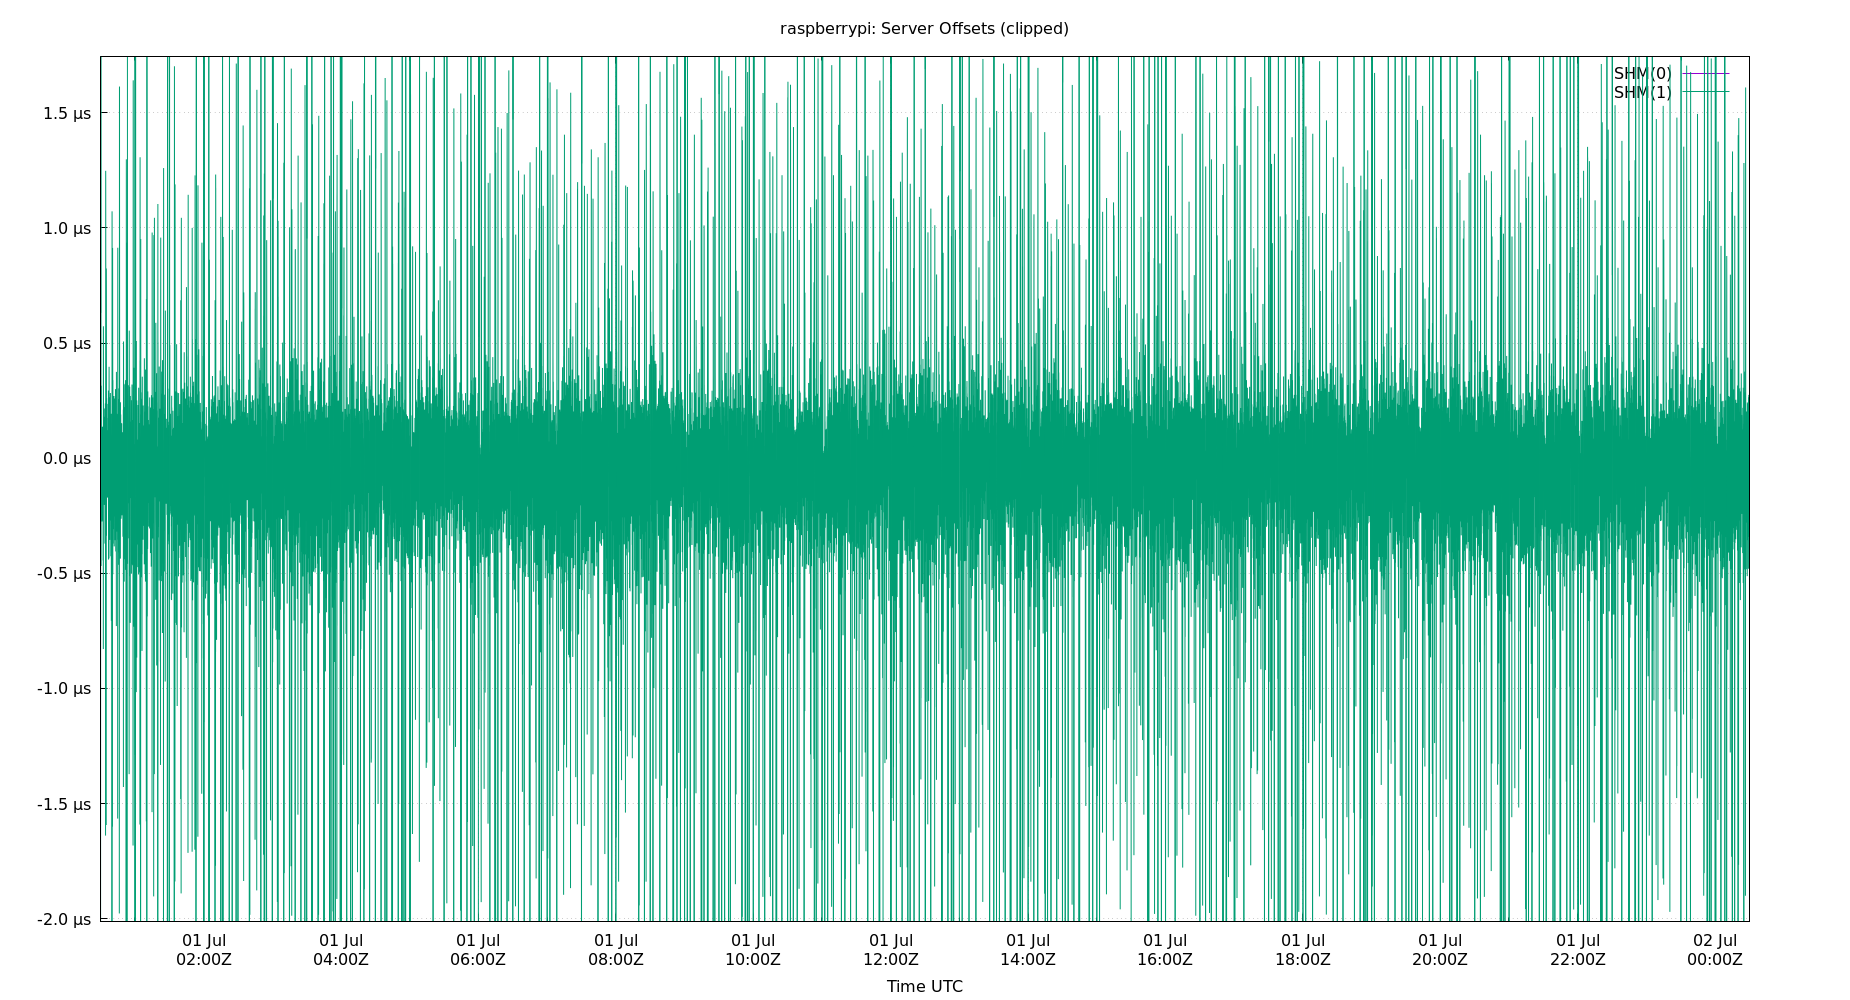 raspberrypi: Server Offsets (clipped)
SHM(0)
SHM(1)
1.5 µs
1.0 µs
0.5 µs
0.0 µs
-0.5 µs
-1.0 µs
-1.5 µs
-2.0 µs
01 Jul 01 Jul 01 Jul 01 Jul 01 Jul 01 Jul 01 Jul 01 Jul 01 Jul 01 Jul 01 Jul 02 Jul
02:00Z 04:00Z 06:00Z 08:00Z 10:00Z 12:00Z 14:00Z 16:00Z 18:00Z 20:00Z 22:00Z 00:00Z
Time UTC